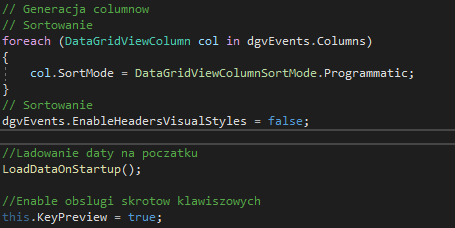 // Generacja columnow
// Sortowanie
foreach (DataGridViewColumn col in dgvEvents.Columns)
{
col.SortMode = DataGridViewColumnSortMode.Programmatic;
}
// Sortowanie
dgvEvents.EnableHeadersVisualStyles = false;
//Ladowanie daty na poczatku
LoadDataOnStartup();
//Enable obslugi skrotow klawiszowych
this.KeyPreview = true;